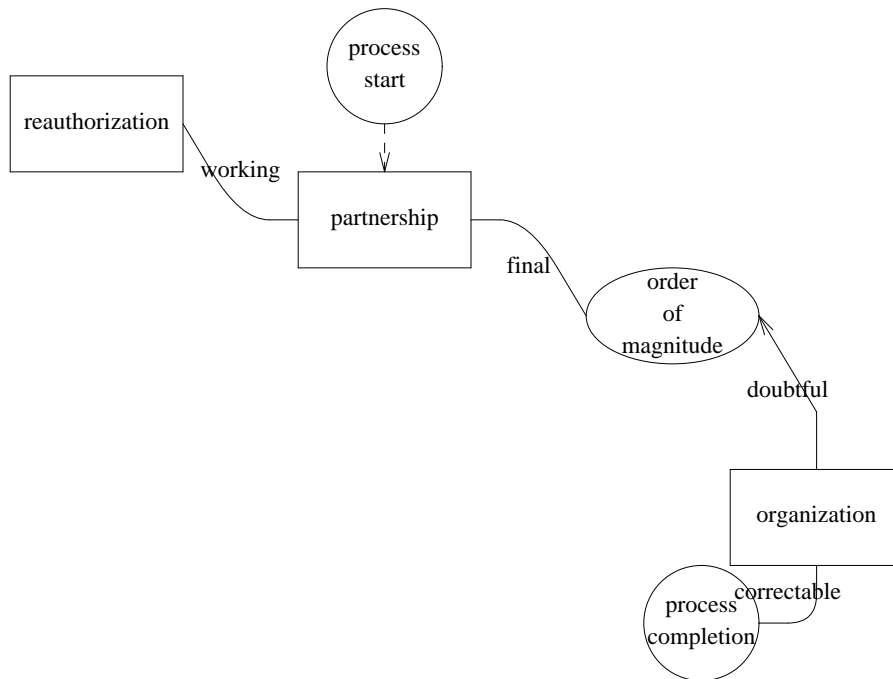 process
start
reauthorization
working
partnership
final
order
of
magnitude
doubtful
organization
correctable
process
completion